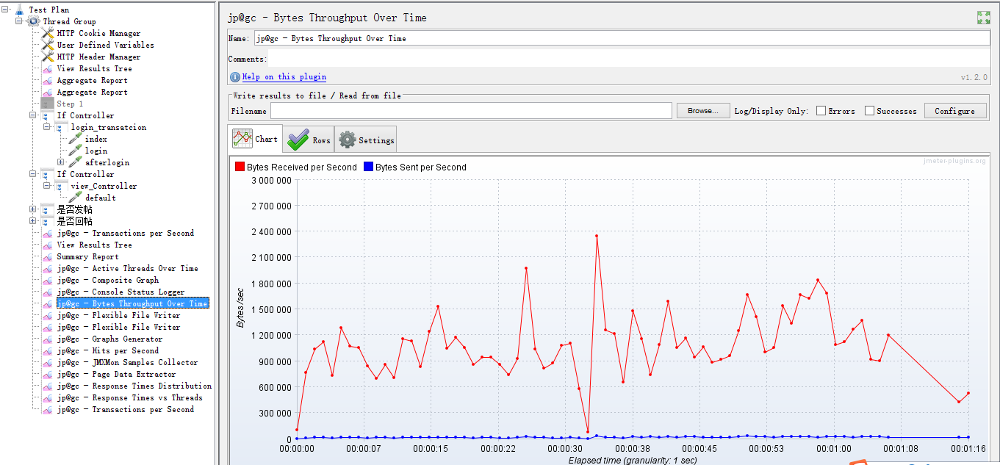 Test Plan
Thread Group
HTTP Cookie Manager
User Defined Variables
HTTP Header Manager
View Results Tree
Aggregate Report
Aggregate Report
Step 1
If Controller
login_transatcion
index
login
afterlogin
If Controller
view_Controller
default
是否发帖
是否回帖
jp@gc - Transactions per Second
View Results Tree
Summary Report
jp@gc - Active Threads Over Time
jp@gc - Composite Graph
jp@gc - Console Status Logger
jp@gc - Bytes Throughput Over Time
jp@gc - Flexible File Writer
jp@gc - Flexible File Writer
jp@gc - Graphs Generator
jp@gc - Hits per Second
jp@gc - JMXMon Samples Collector
jp@gc - Page Data Extractor
jp@gc - Response Times Distribution
jp@gc - Response Times vs Threads
jp@gc - Transactions per Second
jp@gc - Bytes Throughput Over Time
Name: jp@gc - Bytes Throughput Over Time
Comments:
Help on this plugin v1.2.0
Write results to file / Read from file
Filename Browse... Log/Display Only: Errors Successes Configure
Chart Rows Settings
jmeter-plugins.org
Bytes Received per Second Bytes Sent per Second
3 000 000
2 700 000
2 400 000
2 100 000
1 800 000
1 500 000
1 200 000
900 000
600 000
300 000
0
Bytes /sec
00:00:00 00:00:07 00:00:15 00:00:22 00:00:30 00:00:38 00:00:45 00:00:53 00:01:00 00:01:08 00:01:16
Elapsed time (granularity: 1 sec)